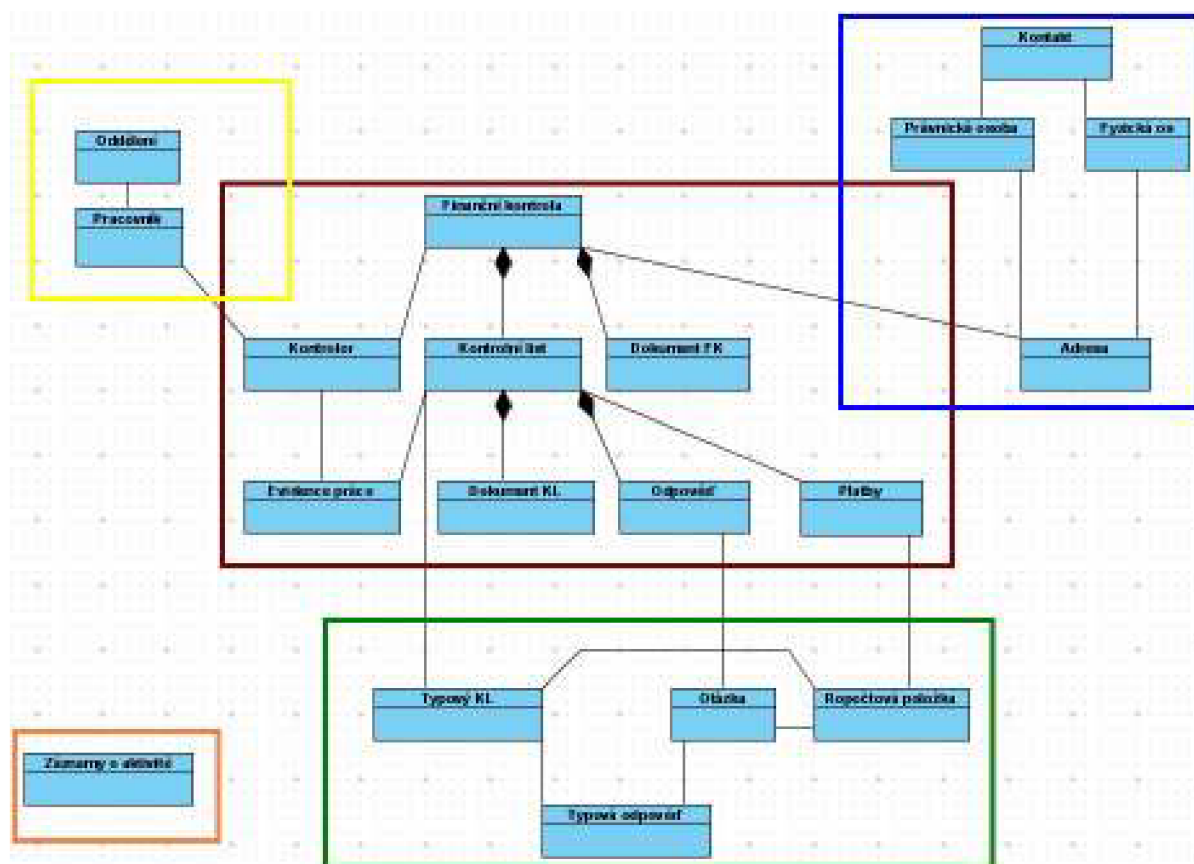 Kontakt
Právnická osoba
Fyzická os
Oddělení
Pracovník
Finanční kontrola
Kontrolor
Kontrolní list
Dokument FK
Adresa
Evidence práce
Dokument KL
Odpověď
Platby
Typový KL
Otázka
Ropočtová položka
Záznamy o aktivitě
Typová odpověď